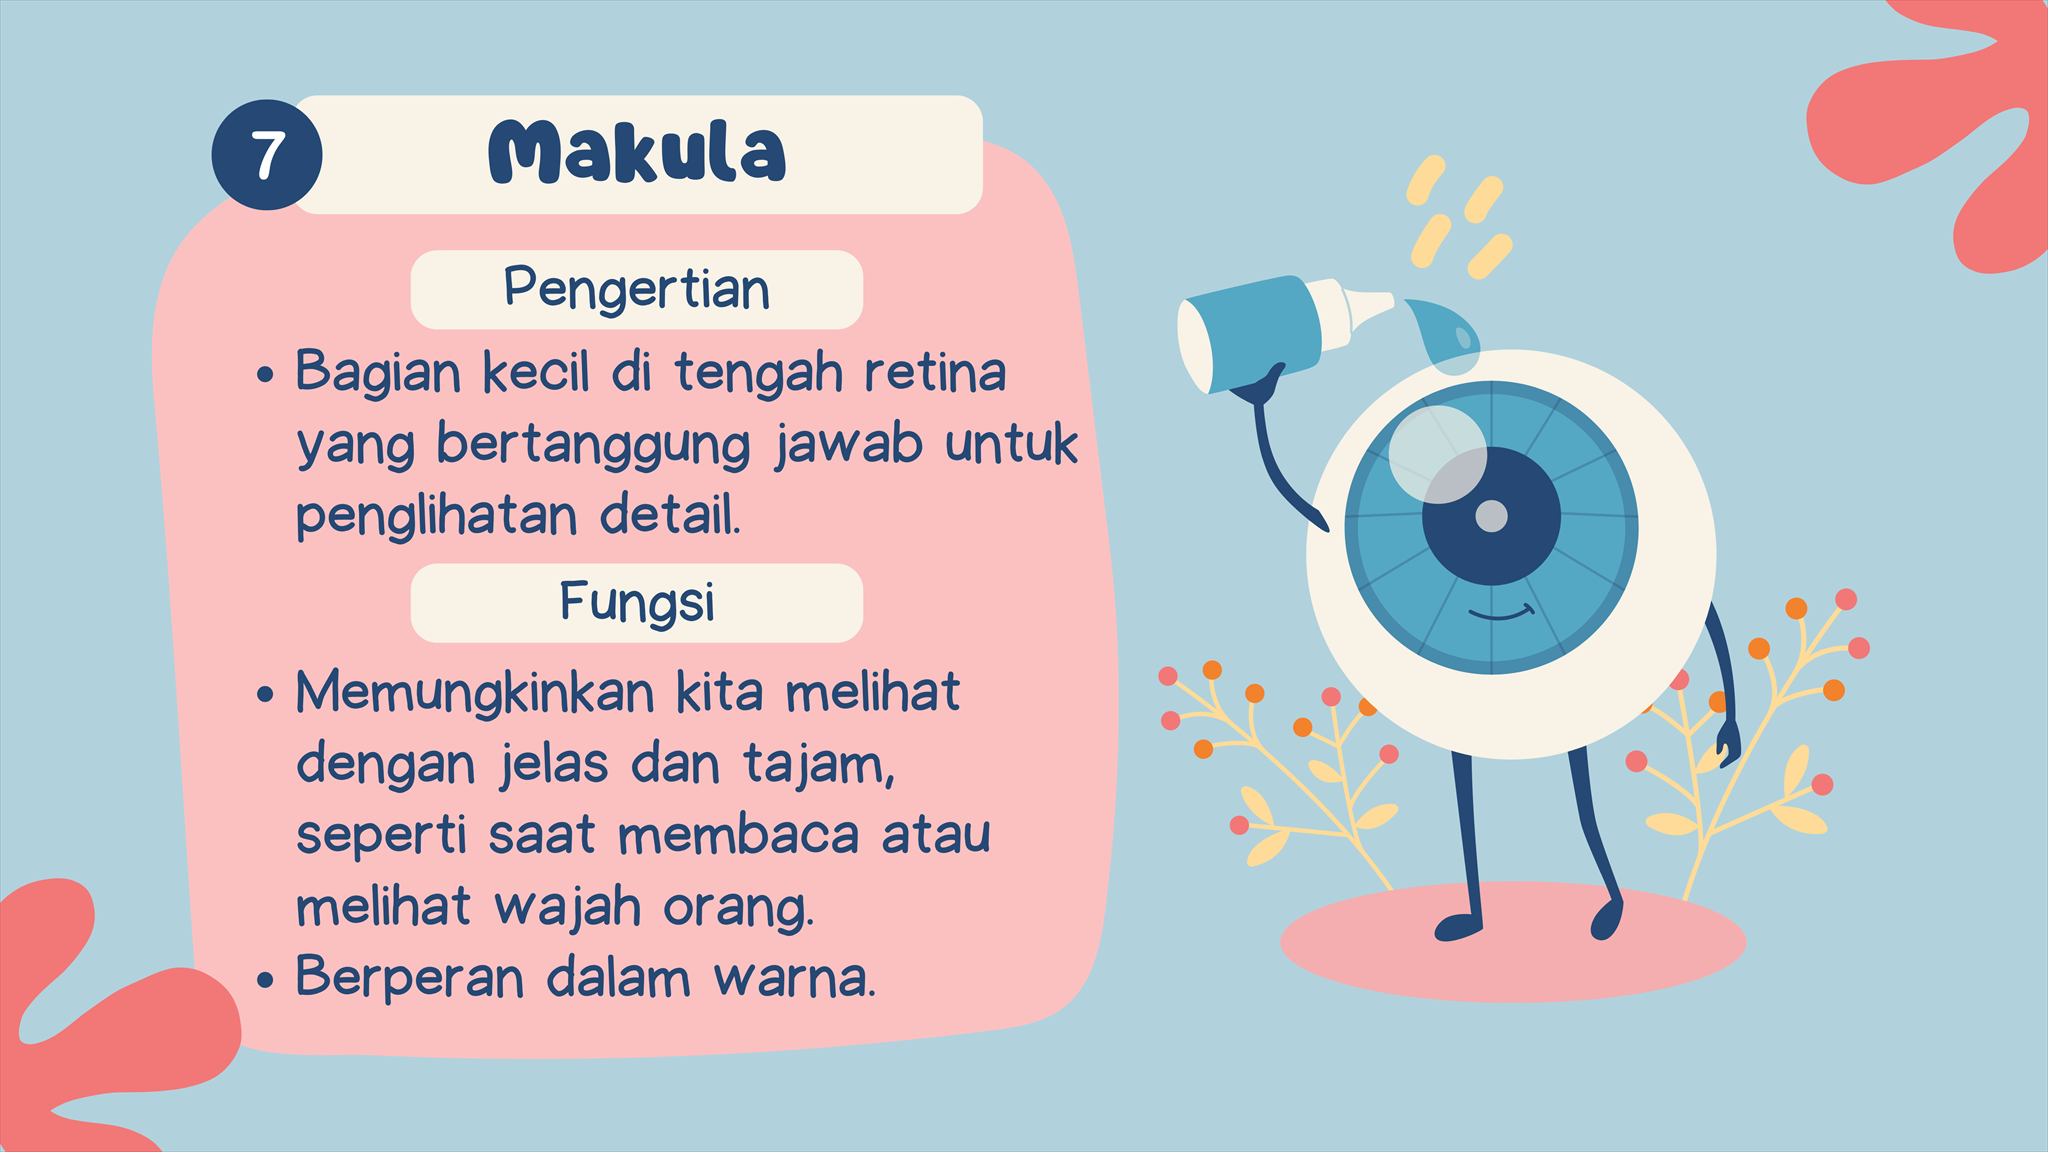 7
Makula
Pengertian
• Bagian kecil di tengah retina
yang bertanggung jawab untuk
penglihatan detail.
Fungsi
• Memungkinkan kita melihat
dengan jelas dan tajam,
seperti saat membaca atau
melihat wajah orang.
• Berperan dalam warna.